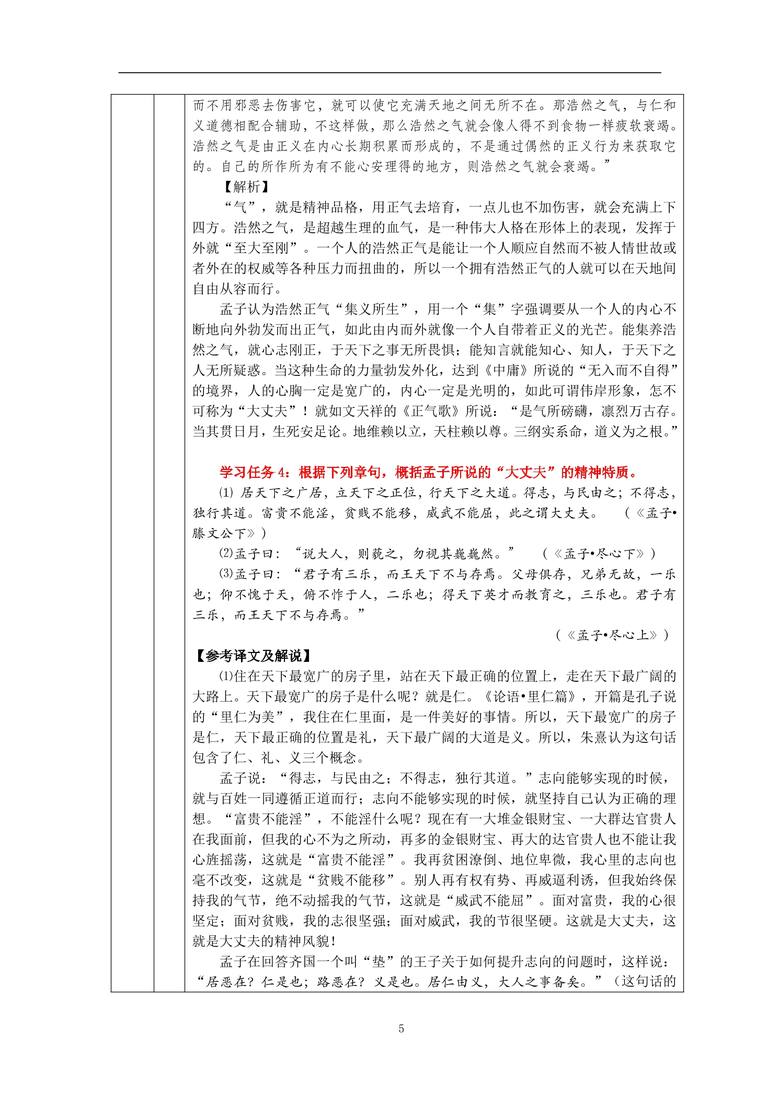 而不用邪恶去伤害它，就可以使它充满天地之间无所不在。那浩然之气，与仁和
义道德相配合辅助，不这样做，那么浩然之气就会像人得不到食物一样疲软衰竭。
浩然之气是由正义在内心长期积累而形成的，不是通过偶然的正义行为来获取它
的。自己的所作所为有不能心安理得的地方，则浩然之气就会衰竭。”
【解析】
“气”，就是精神品格，用正气去培育，一点儿也不加伤害，就会充满上下
四方。浩然之气，是超越生理的血气，是一种伟大人格在形体上的表现，发挥于
外就“至大至刚”。一个人的浩然正气是能让一个人顺应自然而不被人情世故或
者外在的权威等各种压力而扭曲的，所以一个拥有浩然正气的人就可以在天地间
自由从容而行。
孟子认为浩然正气“集义所生”，用一个“集”字强调要从一个人的内心不
断地向外勃发而出正气，如此由内而外就像一个人自带着正义的光芒。能集养浩
然之气，就心志刚正，于天下之事无所畏惧；能知言就能知心、知人，于天下之
人无所疑惑。当这种生命的力量勃发外化，达到《中庸》所说的“无入而不自得”
的境界，人的心胸一定是宽广的，内心一定是光明的，如此可谓伟岸形象，怎不
可称为“大丈夫”！就如文天祥的《正气歌》所说：“是气所磅礴，凛烈万古存。
当其贯日月，生死安足论。地维赖以立，天柱赖以尊。三纲实系命，道义为之根。”
学习任务 4：根据下列章句，概括孟子所说的“大丈夫”的精神特质。
⑴ 居天下之广居，立天下之正位，行天下之大道。得志，与民由之；不得志，
独行其道。富贵不能淫，贫贱不能移，威武不能屈，此之谓大丈夫。 （《孟子•
滕文公下》）
⑵孟子曰：“说大人，则藐之，勿视其巍巍然。” （《孟子•尽心下》）
⑶孟子曰：“君子有三乐，而王天下不与存焉。父母俱存，兄弟无故，一乐
也；仰不愧于天，俯不怍于人，二乐也；得天下英才而教育之，三乐也。君子有
三乐，而王天下不与存焉。”
（《孟子•尽心上》）
【参考译文及解说】
⑴住在天下最宽广的房子里，站在天下最正确的位置上，走在天下最广阔的
大路上。天下最宽广的房子是什么呢？就是仁。《论语•里仁篇》，开篇是孔子说
的“里仁为美”，我住在仁里面，是一件美好的事情。所以，天下最宽广的房子
是仁，天下最正确的位置是礼，天下最广阔的大道是义。所以，朱熹认为这句话
包含了仁、礼、义三个概念。
孟子说：“得志，与民由之；不得志，独行其道。”志向能够实现的时候，
就与百姓一同遵循正道而行；志向不能够实现的时候，就坚持自己认为正确的理
想。“富贵不能淫”，不能淫什么呢？现在有一大堆金银财宝、一大群达官贵人
在我面前，但我的心不为之所动，再多的金银财宝、再大的达官贵人也不能让我
心旌摇荡，这就是“富贵不能淫”。我再贫困潦倒、地位卑微，我心里的志向也
毫不改变，这就是“贫贱不能移”。别人再有权有势、再威逼利诱，但我始终保
持我的气节，绝不动摇我的气节，这就是“威武不能屈”。面对富贵，我的心很
坚定；面对贫贱，我的志很坚强；面对威武，我的节很坚硬。这就是大丈夫，这
就是大丈夫的精神风貌！
孟子在回答齐国一个叫“垫”的王子关于如何提升志向的问题时，这样说：
“居恶在？仁是也；路恶在？义是也。居仁由义，大人之事备矣。”（这句话的
5